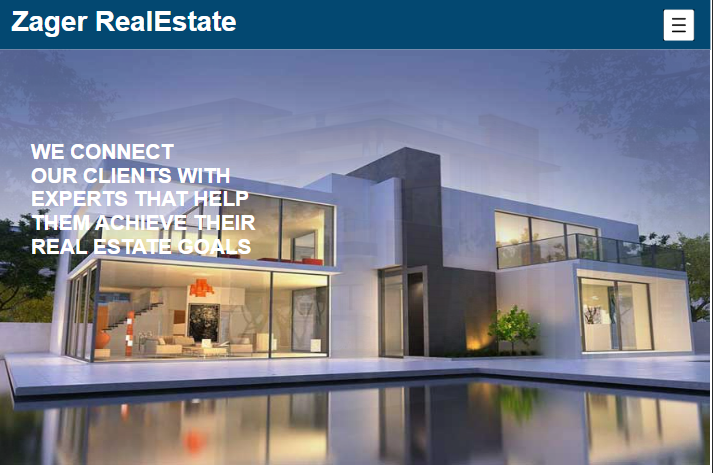 Zager RealEstate
WE CONNECT
OUR CLIENTS WITH
EXPERTS THAT HELP
THEM ACHIEVE THEIR
REAL ESTATE GOALS